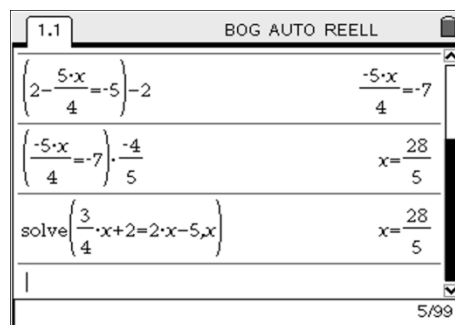 1.1 BOG AUTO REELL
(2-5·x/4=-5)-2 -5·x/4=-7
(-5·x/4=-7)·-4/5 x=28/5
solve(3/4·x+2=2·x-5,x) x=28/5
5/99